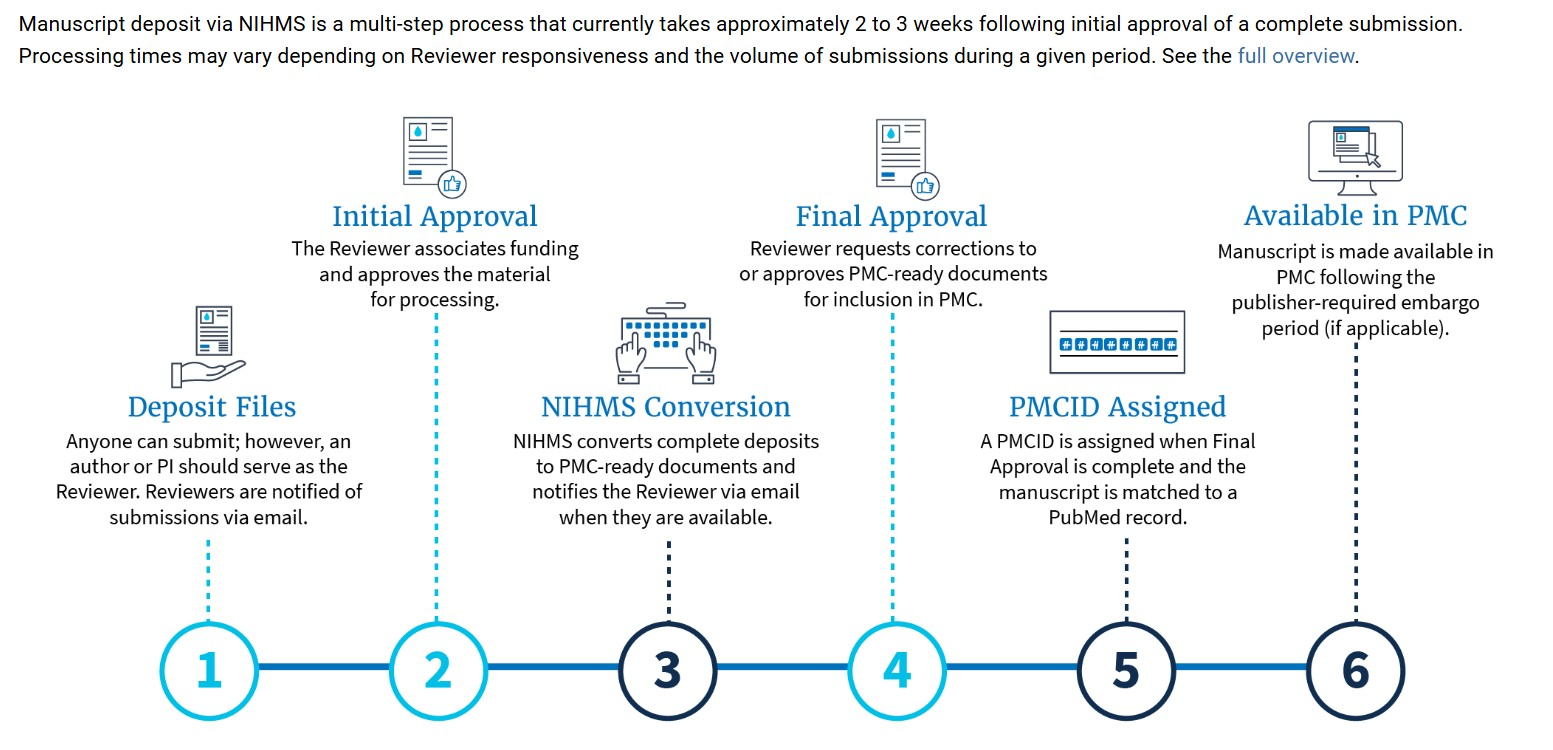 Manuscript deposit via NIHMS is a multi-step process that currently takes approximately 2 to 3 weeks following initial approval of a complete submission.
Processing times may vary depending on Reviewer responsiveness and the volume of submissions during a given period. See the full overview.
Deposit Files
Anyone can submit; however, an
author or PI should serve as the
Reviewer. Reviewers are notified of
submissions via email.
1
Initial Approval
The Reviewer associates funding
and approves the material
for processing.
2
NIHMS Conversion
NIHMS converts complete deposits
to PMC-ready documents and
notifies the Reviewer via email
when they are available.
3
Final Approval
Reviewer requests corrections to
or approves PMC-ready documents
for inclusion in PMC.
4
########
PMCID Assigned
A PMCID is assigned when Final
Approval is complete and the
manuscript is matched to a
PubMed record.
5
Available in PMC
Manuscript is made available in
PMC following the
publisher-required embargo
period (if applicable).
6